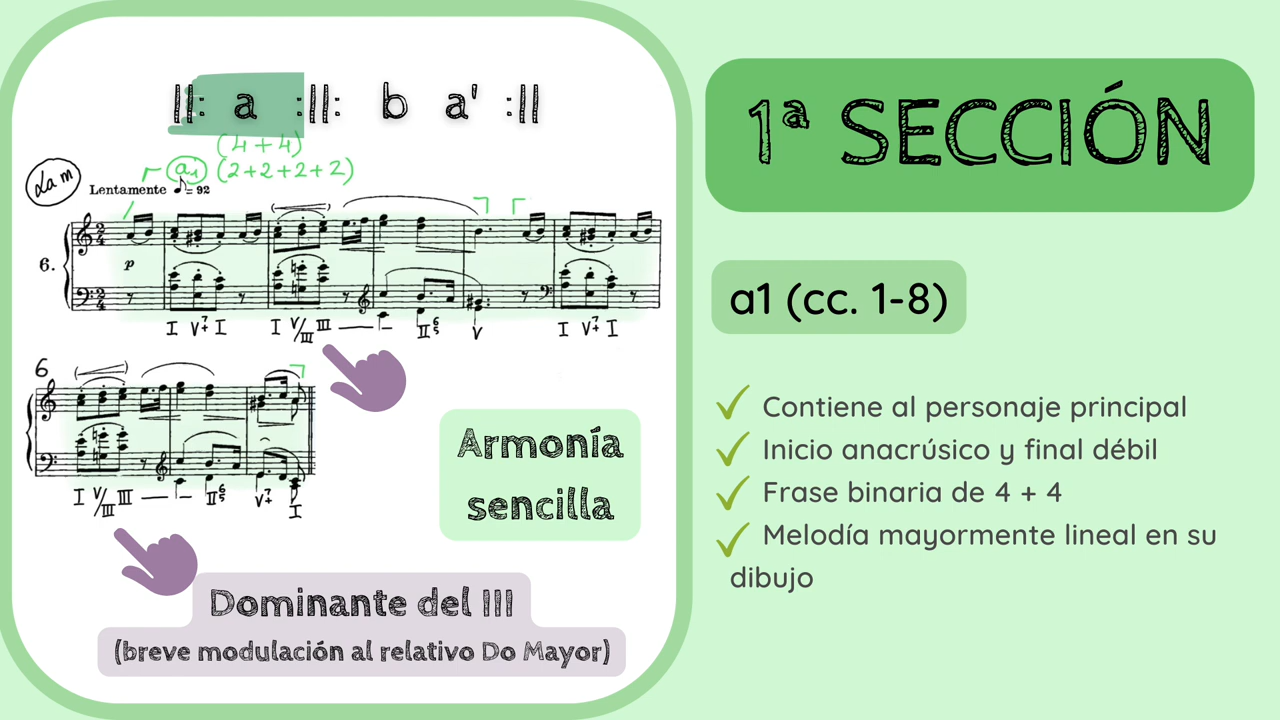 ||: a :||: b a' :||
(4+4)
a1 (2+2+2+2)
La m
Lentamente ♪= 92
6.
p
I V7+ I I V/III III — I- II6/5 V I V7+ I
6
I V/III III — I- II6/5 V7+ I
Armonía
sencilla
Dominante del III
(breve modulación al relativo Do Mayor)
1ª SECCIÓN
a1 (cc. 1-8)
Contiene al personaje principal
Inicio anacrúsico y final débil
Frase binaria de 4 + 4
Melodía mayormente lineal en su
dibujo